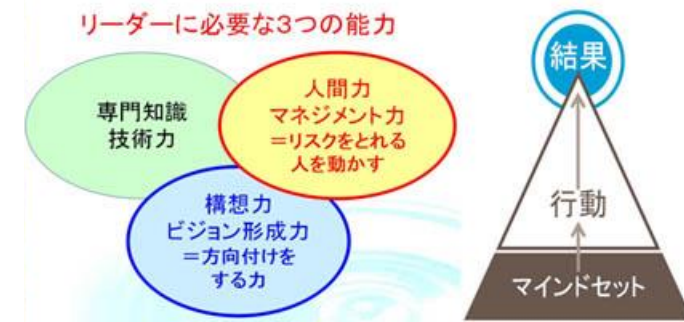 リーダーに必要な3つの能力
専門知識
技術力
人間力
マネジメント力
＝リスクをとれる
人を動かす
構想力
ビジョン形成力
＝方向付けを
する力
結果
行動
マインドセット